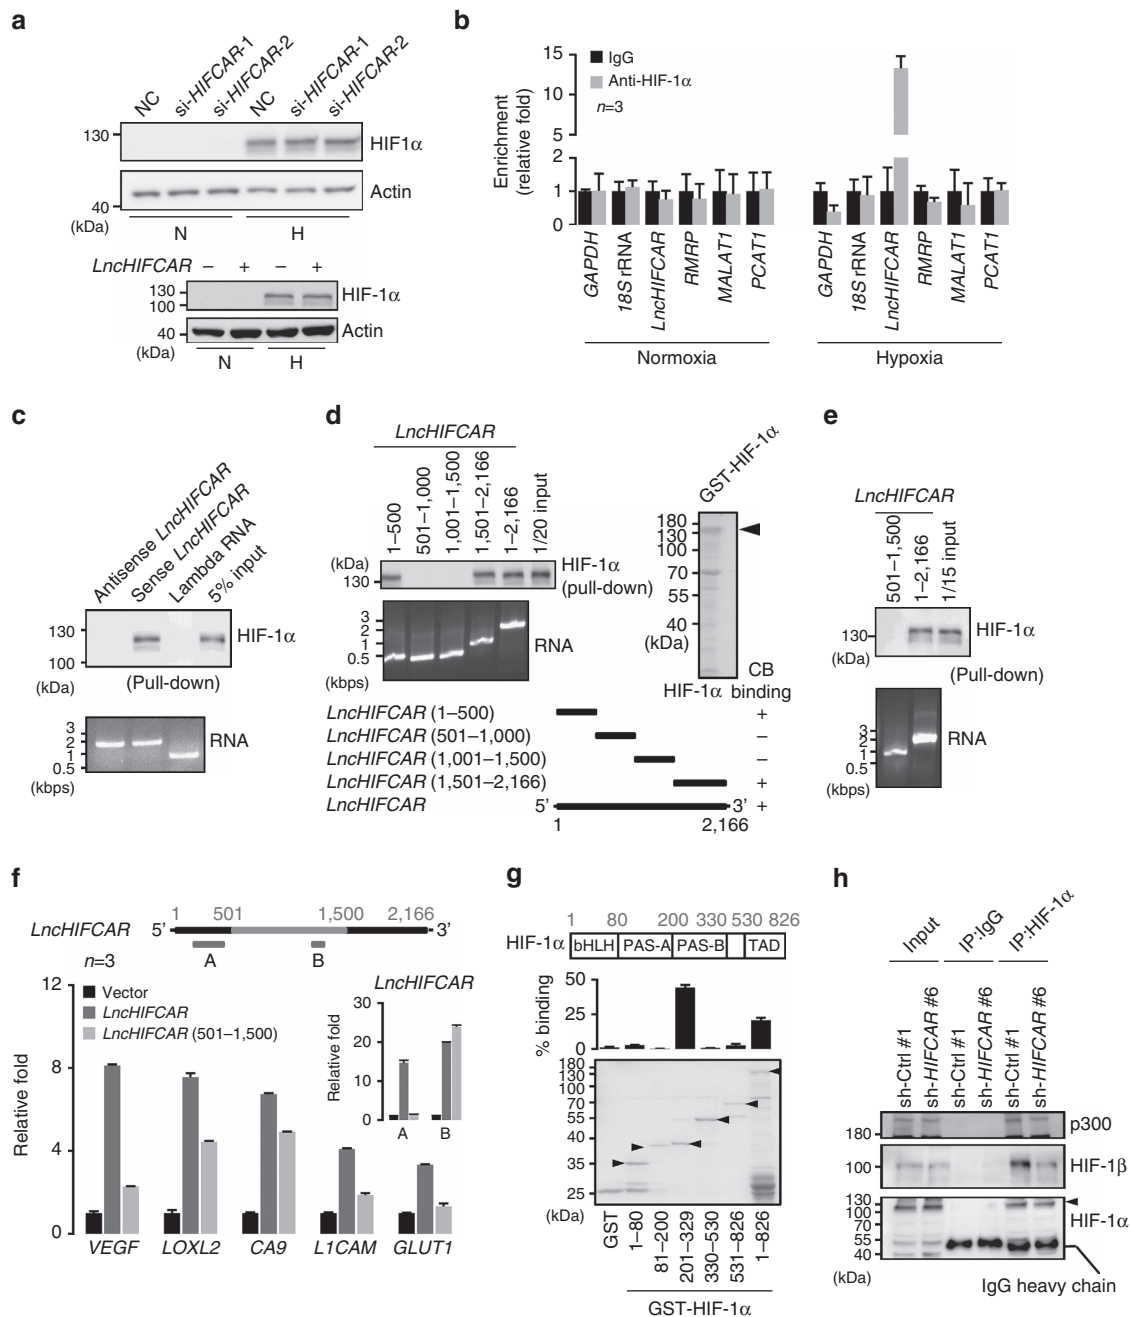 a
NC
si-HIFCAR-1
si-HIFCAR-2
NC
si-HIFCAR-1
si-HIFCAR-2
130
HIF1α
Actin
40
(kDa)
N
H
LncHIFCAR – + – +
130
100
HIF-1α
40
Actin
(kDa)
N
H
b
Enrichment
(relative fold)
15
10
5
2
1
0
IgG
Anti-HIF-1α
n=3
GAPDH
18S rRNA
LncHIFCAR
RMRP
MALAT1
PCAT1
Normoxia
GAPDH
18S rRNA
LncHIFCAR
RMRP
MALAT1
PCAT1
Hypoxia
c
Antisense LncHIFCAR
Sense LncHIFCAR
Lambda RNA
5% input
130
HIF-1α
100
(kDa)
(Pull-down)
3
2
1
0.5
RNA
(kbps)
d
LncHIFCAR
1–500
501–1,000
1,001–1,500
1,501–2,166
1–2,166
1/20 input
(kDa)
130
HIF-1α
(pull-down)
3
2
1
0.5
RNA
(kbps)
GST-HIF-1α
180
130
100
70
55
40
(kDa)
CB
HIF-1α binding
LncHIFCAR (1–500) +
LncHIFCAR (501–1,000) –
LncHIFCAR (1,001–1,500) –
LncHIFCAR (1,501–2,166) +
LncHIFCAR 5’ 3’ +
1 2,166
e
LncHIFCAR
501–1,500
1–2,166
1/15 input
130
HIF-1α
(kDa)
(Pull-down)
3
2
1
0.5
RNA
(kbps)
f
1 501 1,500 2,166
LncHIFCAR 5’ 3’
A B
n=3
Relative fold
12
8
4
0
Vector
LncHIFCAR
LncHIFCAR (501–1,500)
VEGF LOXL2 CA9 L1CAM GLUT1
LncHIFCAR
Relative fold
30
20
10
0
A B
g
1 80 200 330 530 826
HIF-1α bHLH PAS-A PAS-B TAD
% binding
50
25
0
180
130
100
70
55
40
35
25
(kDa)
GST
1–80
81–200
201–329
330–530
531–826
1–826
GST-HIF-1α
h
Input
IP:IgG
IP:HIF-1α
sh-Ctrl #1
sh-HIFCAR #6
sh-Ctrl #1
sh-HIFCAR #6
sh-Ctrl #1
sh-HIFCAR #6
180
p300
100
HIF-1β
130
100
70
55
40
HIF-1α
(kDa)
IgG heavy chain